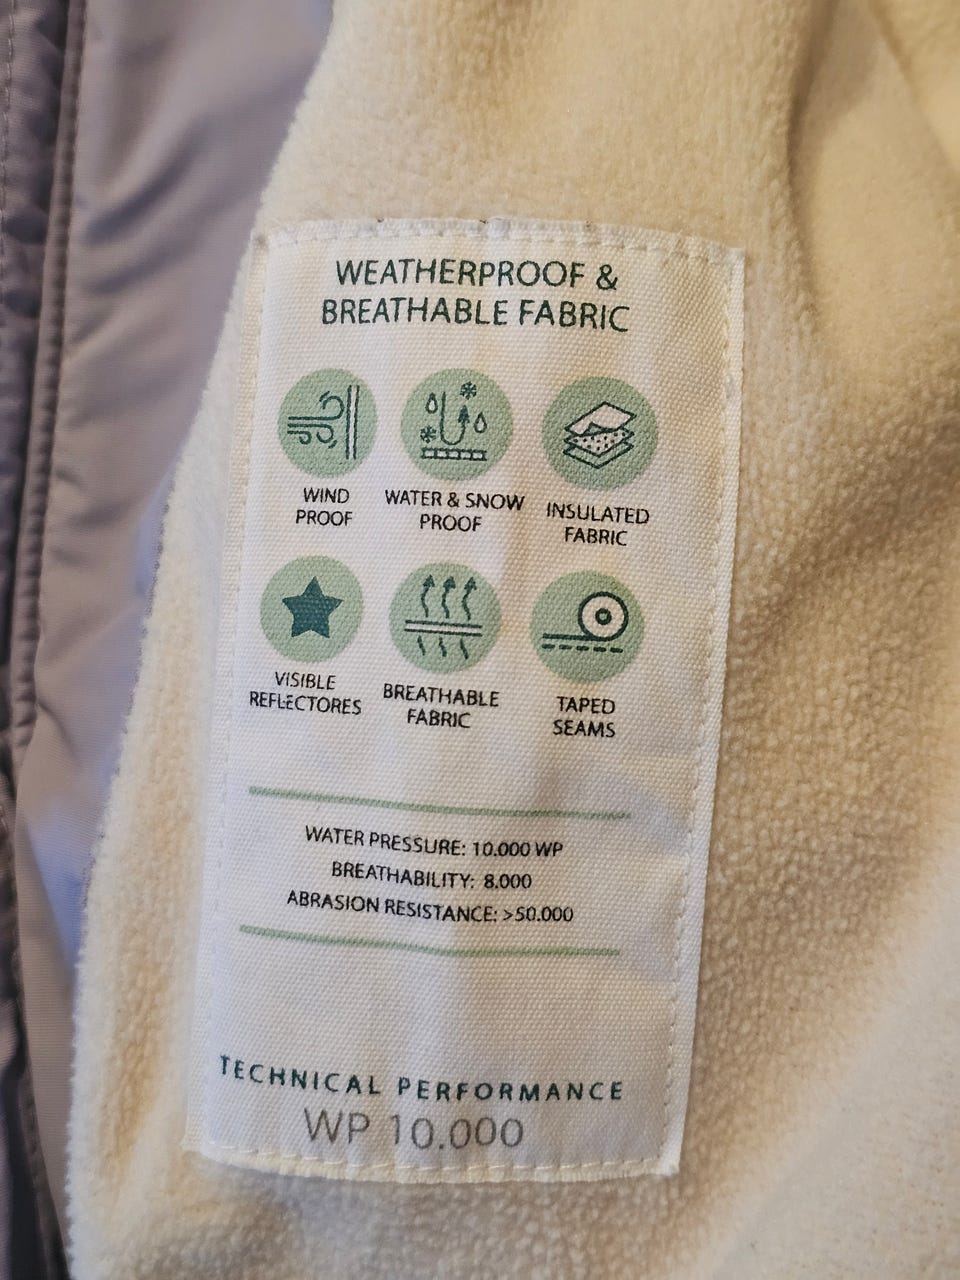 WEATHERPROOF &
BREATHABLE FABRIC
WIND
PROOF
WATER & SNOW
PROOF
INSULATED
FABRIC
VISIBLE
REFLECTORES
BREATHABLE
FABRIC
TAPED
SEAMS
WATER PRESSURE: 10.000 WP
BREATHABILITY: 8.000
ABRASION RESISTANCE: >50.000
TECHNICAL PERFORMANCE
WP 10.000